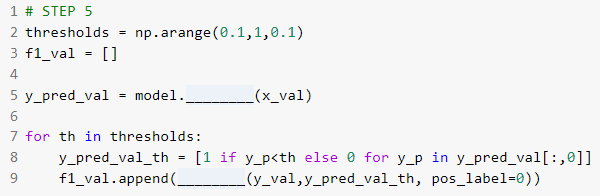 1 # STEP 5
2 thresholds = np.arange(0.1,1,0.1)
3 f1_val = []
4
5 y_pred_val = model.________(x_val)
6
7 for th in thresholds:
8     y_pred_val_th = [1 if y_p<th else 0 for y_p in y_pred_val[:,0]]
9     f1_val.append(________(y_val,y_pred_val_th, pos_label=0))